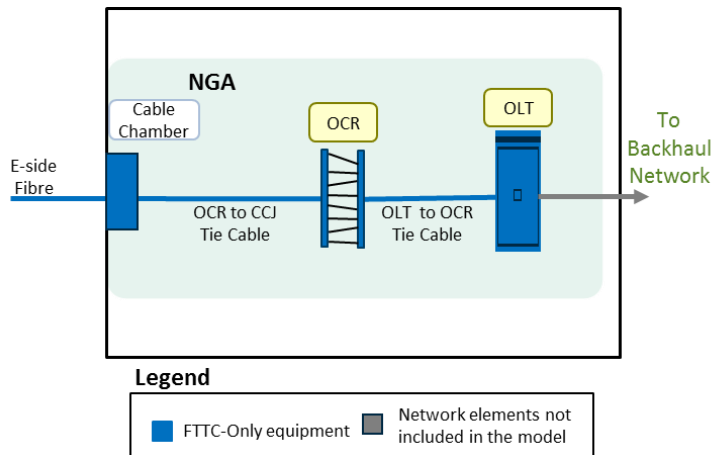 NGA
Cable
Chamber
OCR
OLT
To
Backhaul
Network
E-side
Fibre
OCR to CCJ
Tie Cable
OLT to OCR
Tie Cable
Legend
FTTC-Only equipment
Network elements not
included in the model